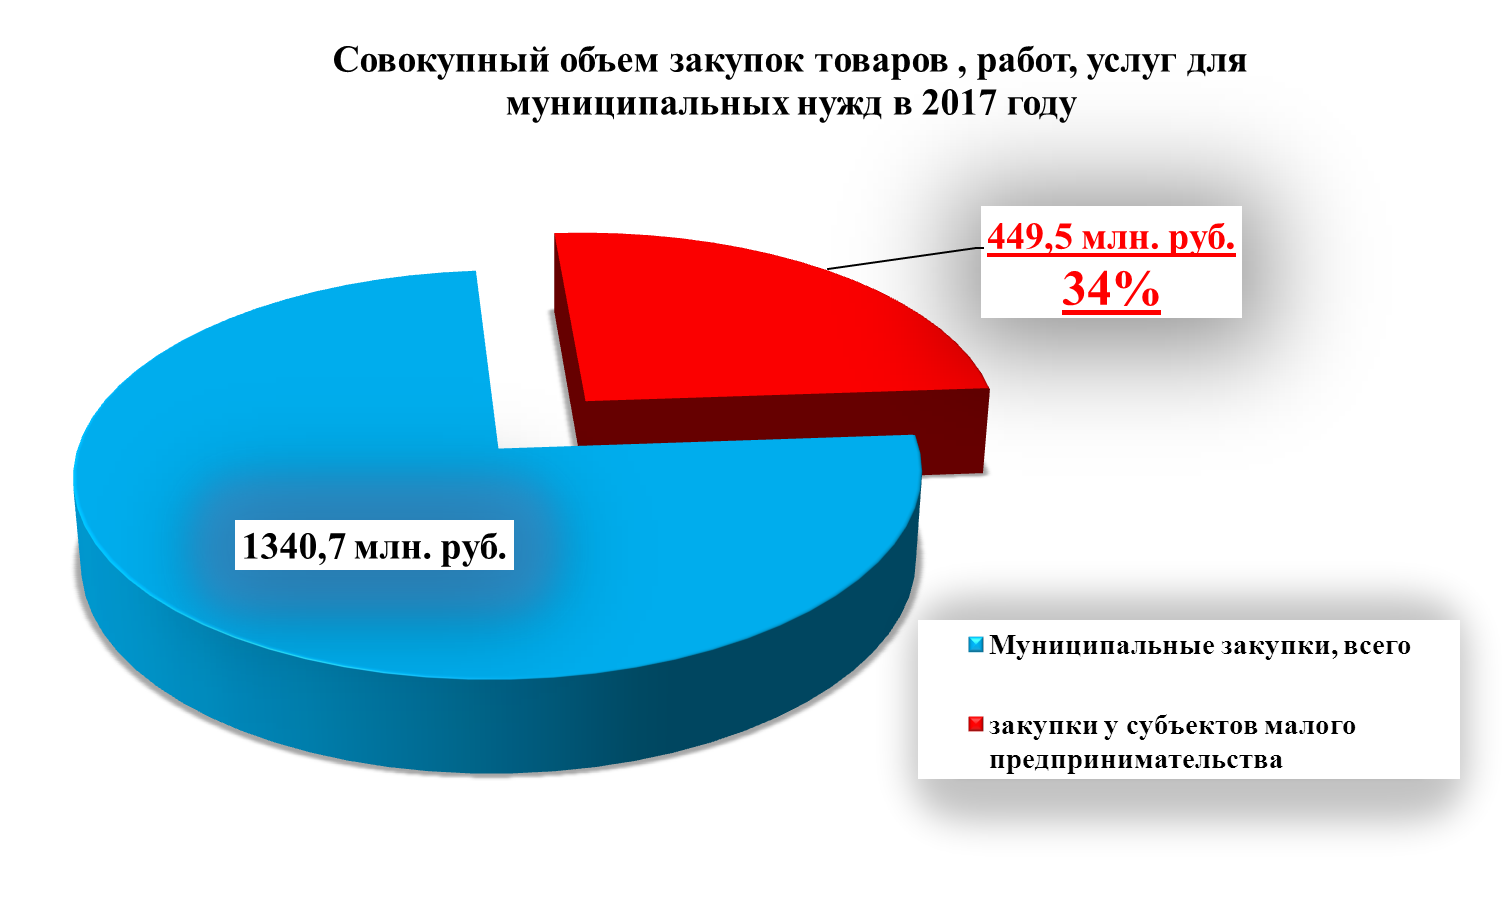 Совокупный объем закупок товаров , работ, услуг для
муниципальных нужд в 2017 году
449,5 млн. руб.
34%
1340,7 млн. руб.
Муниципальные закупки, всего
закупки у субъектов малого
предпринимательства